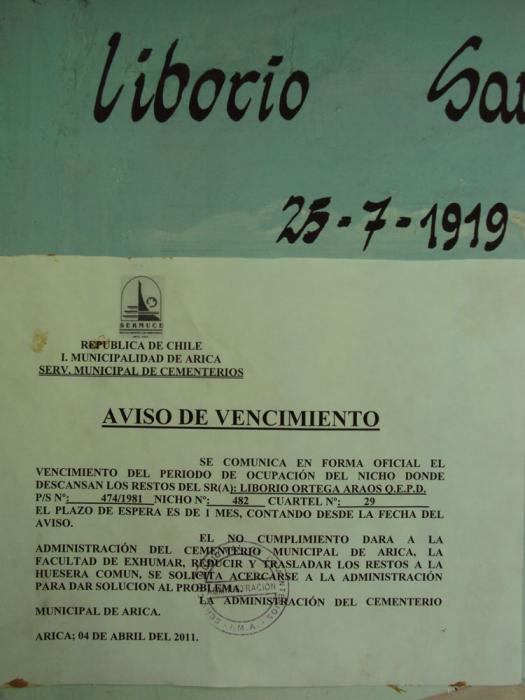 Liborio
25-7-1919
SERMUCE
REPUBLICA DE CHILE
I. MUNICIPALIDAD DE ARICA
SERV. MUNICIPAL DE CEMENTERIOS
AVISO DE VENCIMIENTO
SE COMUNICA EN FORMA OFICIAL EL
VENCIMIENTO DEL PERIODO DE OCUPACIÓN DEL NICHO DONDE
DESCANSAN LOS RESTOS DEL SR(A): LIBORIO ORTEGA ARAOS Q.E.P.D.
P/S Nº: 474/1981 NICHO Nº: 482 CUARTEL Nº: 29
EL PLAZO DE ESPERA ES DE 1 MES, CONTANDO DESDE LA FECHA DEL
AVISO.
EL NO CUMPLIMIENTO DARA A LA
ADMINISTRACIÓN DEL CEMENTERIO MUNICIPAL DE ARICA, LA
FACULTAD DE EXHUMAR, REDUCIR Y TRASLADAR LOS RESTOS A LA
HUESERA COMUN, SE SOLICITA ACERCARSE A LA ADMINISTRACIÓN
PARA DAR SOLUCION AL PROBLEMA.
LA ADMINISTRACIÓN DEL CEMENTERIO
MUNICIPAL DE ARICA.
ARICA; 04 DE ABRIL DEL 2011.